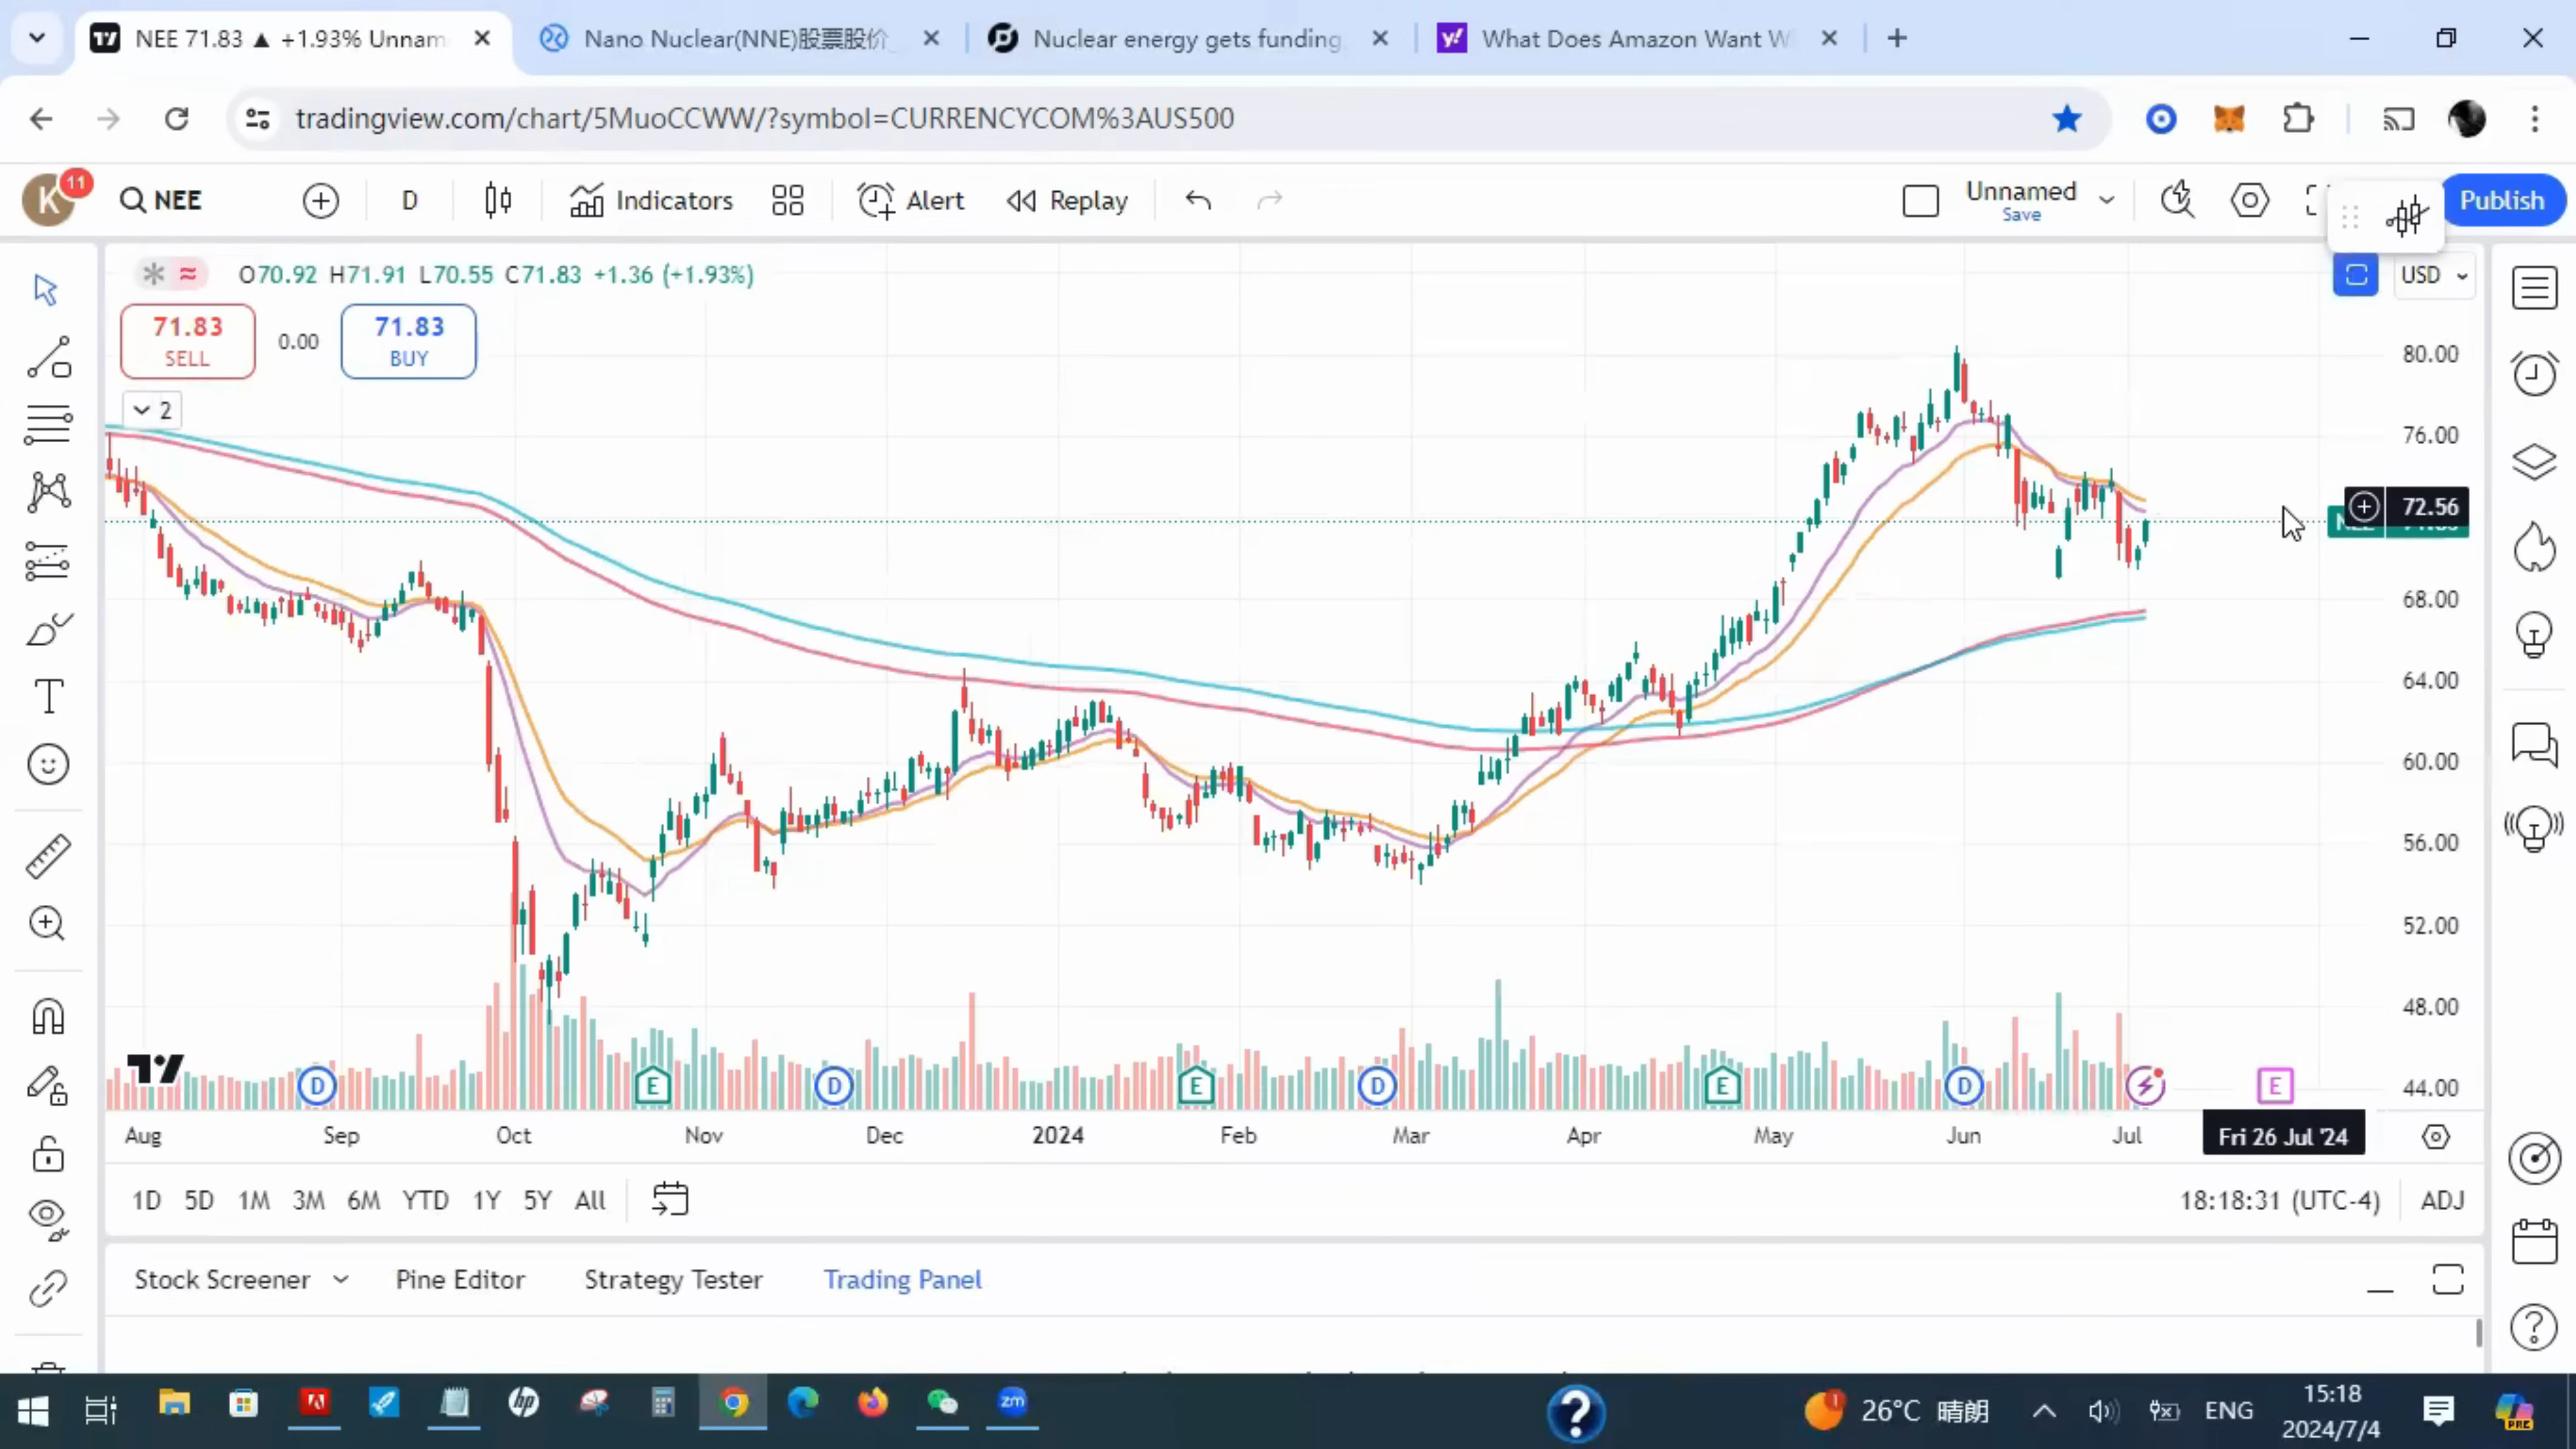 NEE 71.83 ▲ +1.93% Unnam
Nano Nuclear(NNE)股票股价_
Nuclear energy gets funding
What Does Amazon Want W
tradingview.com/chart/5MuoCCWW/?symbol=CURRENCYCOM%3AUS500
K
11
NEE
D
Indicators
Alert
Replay
Unnamed
Save
Publish
O70.92 H71.91 L70.55 C71.83 +1.36 (+1.93%)
USD
71.83
SELL
0.00
71.83
BUY
2
80.00
76.00
72.56
68.00
64.00
60.00
56.00
52.00
48.00
44.00
D
E
D
E
D
E
D
E
Aug
Sep
Oct
Nov
Dec
2024
Feb
Mar
Apr
May
Jun
Jul
Fri 26 Jul '24
1D 5D 1M 3M 6M YTD 1Y 5Y All
18:18:31 (UTC-4)
ADJ
Stock Screener
Pine Editor
Strategy Tester
Trading Panel
hp
zm
26°C 晴朗
ENG
15:18
2024/7/4
PRE